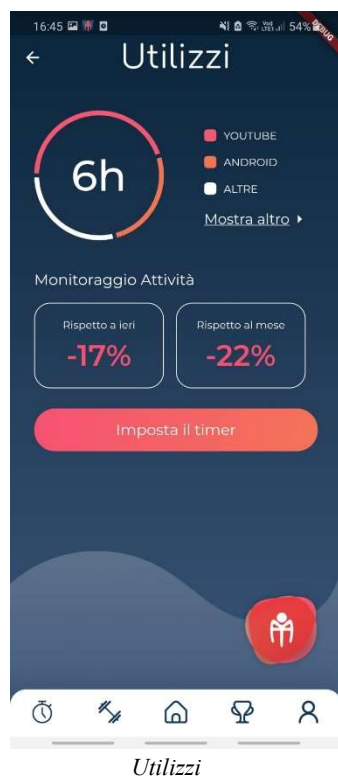 16:45 54%
DEBUG
Utilizzi
6h
YOUTUBE
ANDROID
ALTRE
Mostra altro
Monitoraggio Attività
Rispetto a ieri Rispetto al mese
-17% -22%
Imposta il timer
Utilizzi